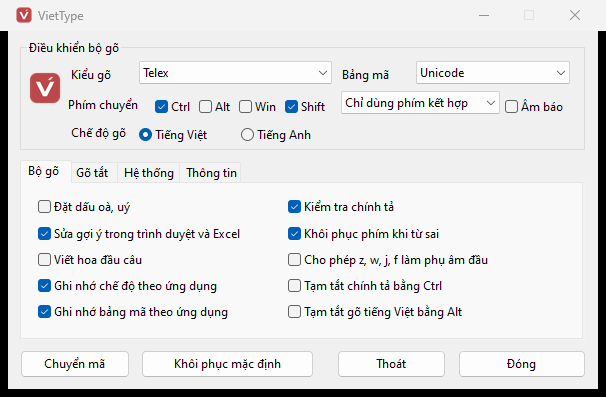 VietType
Điều khiển bộ gõ
Kiểu gõ Telex Bảng mã Unicode
Phím chuyển Ctrl Alt Win Shift Chỉ dùng phím kết hợp Âm báo
Chế độ gõ Tiếng Việt Tiếng Anh
Bộ gõ Gõ tắt Hệ thống Thông tin
Đặt dấu oà, uý Kiểm tra chính tả
Sửa gợi ý trong trình duyệt và Excel Khôi phục phím khi từ sai
Viết hoa đầu câu Cho phép z, w, j, f làm phụ âm đầu
Ghi nhớ chế độ theo ứng dụng Tạm tắt chính tả bằng Ctrl
Ghi nhớ bảng mã theo ứng dụng Tạm tắt gõ tiếng Việt bằng Alt
Chuyển mã Khôi phục mặc định Thoát Đóng